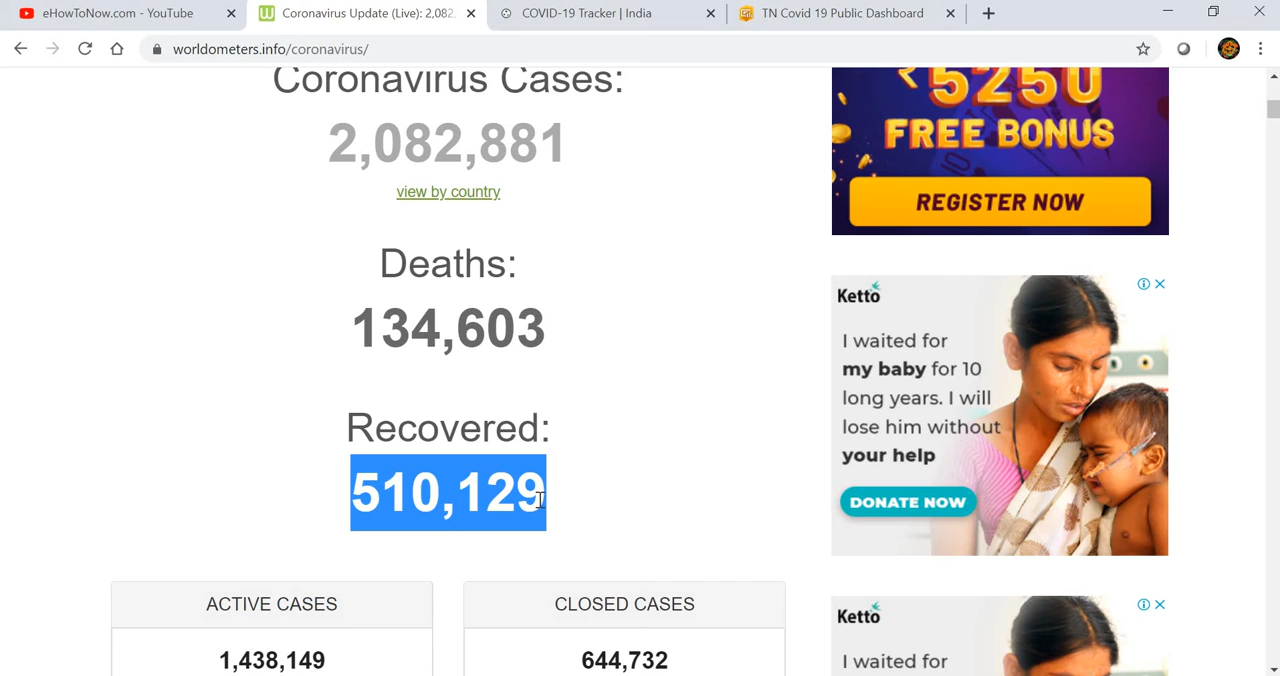 eHowToNow.com - YouTube
Coronavirus Update (Live): 2,082,
COVID-19 Tracker | India
TN Covid 19 Public Dashboard
worldometers.info/coronavirus/
Coronavirus Cases:
2,082,881
view by country
Deaths:
134,603
Recovered:
510,129
ACTIVE CASES
1,438,149
CLOSED CASES
644,732
₹5250
FREE BONUS
REGISTER NOW
Ketto
I waited for
my baby for 10
long years. I will
lose him without
your help
DONATE NOW
Ketto
I waited for